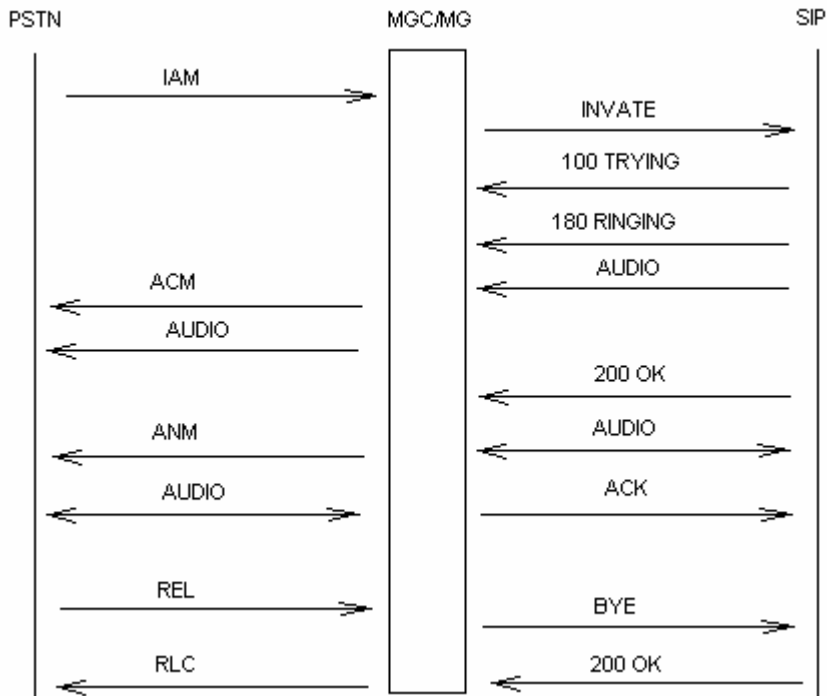 PSTN MGC/MG SIP
IAM
INVATE
100 TRYING
180 RINGING
AUDIO
ACM
AUDIO
200 OK
AUDIO
ANM
AUDIO
ACK
REL
BYE
RLC
200 OK